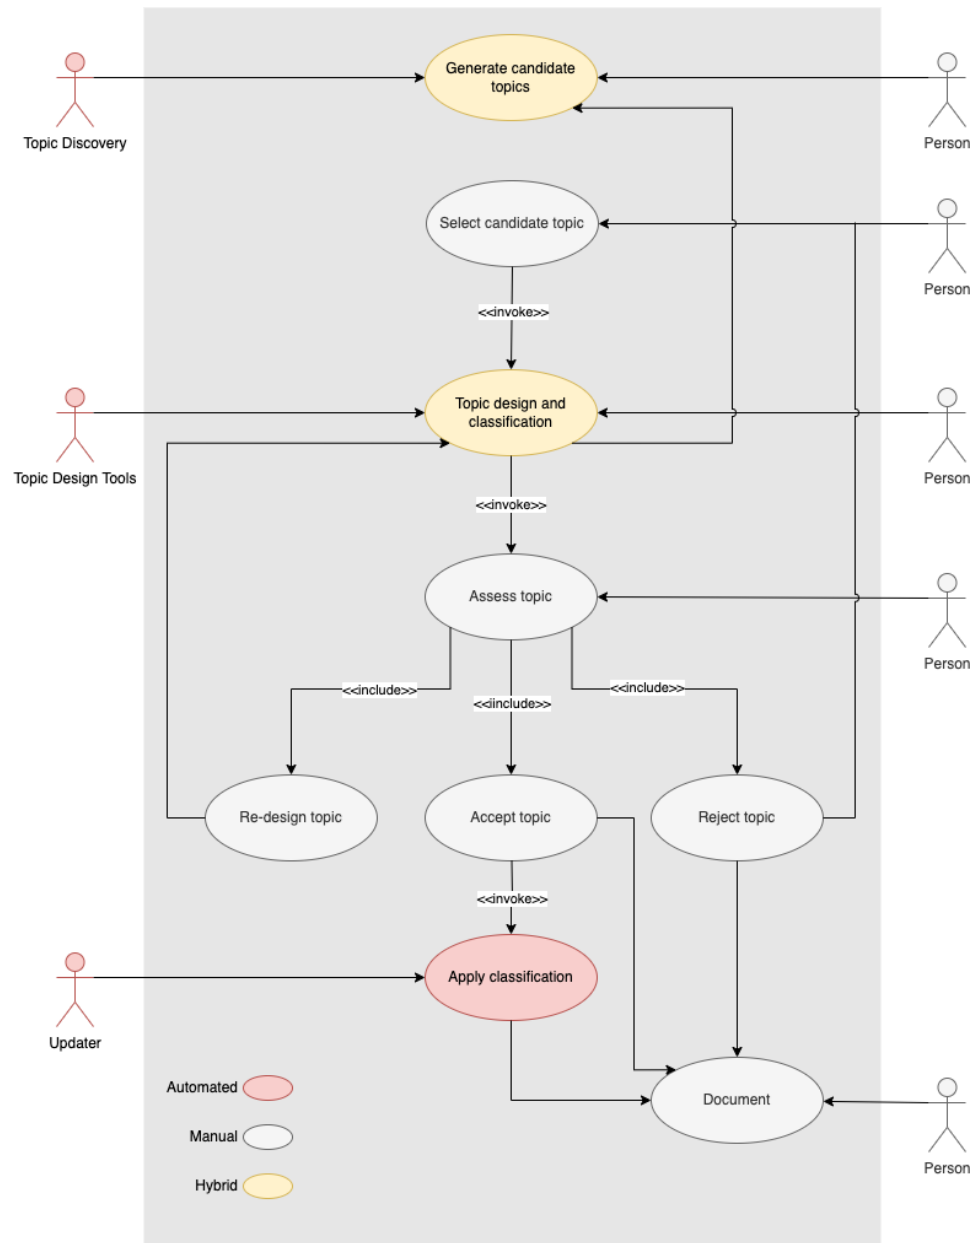 Generate candidate
topics
Topic Discovery
Person
Select candidate topic
Person
<<invoke>>
Topic design and
classification
Topic Design Tools
Person
<<invoke>>
Assess topic
Person
<<include>>
<<iinclude>>
<<include>>
Re-design topic
Accept topic
Reject topic
<<invoke>>
Apply classification
Updater
Automated
Document
Manual
Person
Hybrid